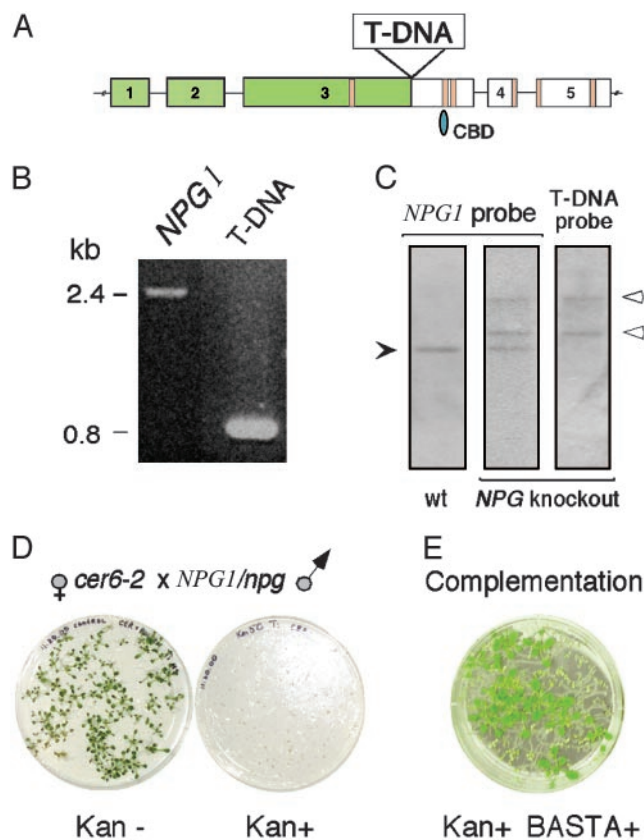 A
T-DNA
1 2 3 4 5
CBD
B
NPG1 T-DNA
kb
2.4
0.8
C
NPG1 probe
T-DNA
probe
wt
NPG knockout
D
♀ cer6-2 x NPG1/npg ♂
Kan -
Kan+
E
Complementation
Kan+ BASTA+